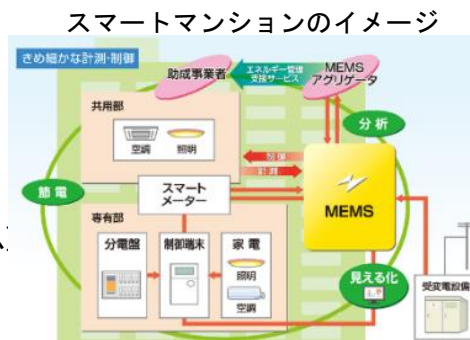 スマートマンションのイメージ
きめ細かな計測・制御
助成事業者
エネルギー管理
支援サービス
MEMS
アグリゲータ
共用部
空調
照明
分析
制御
計測
節電
スマート
メーター
MEMS
専有部
分電盤
制御端末
家電
照明
空調
見える化
受変電設備